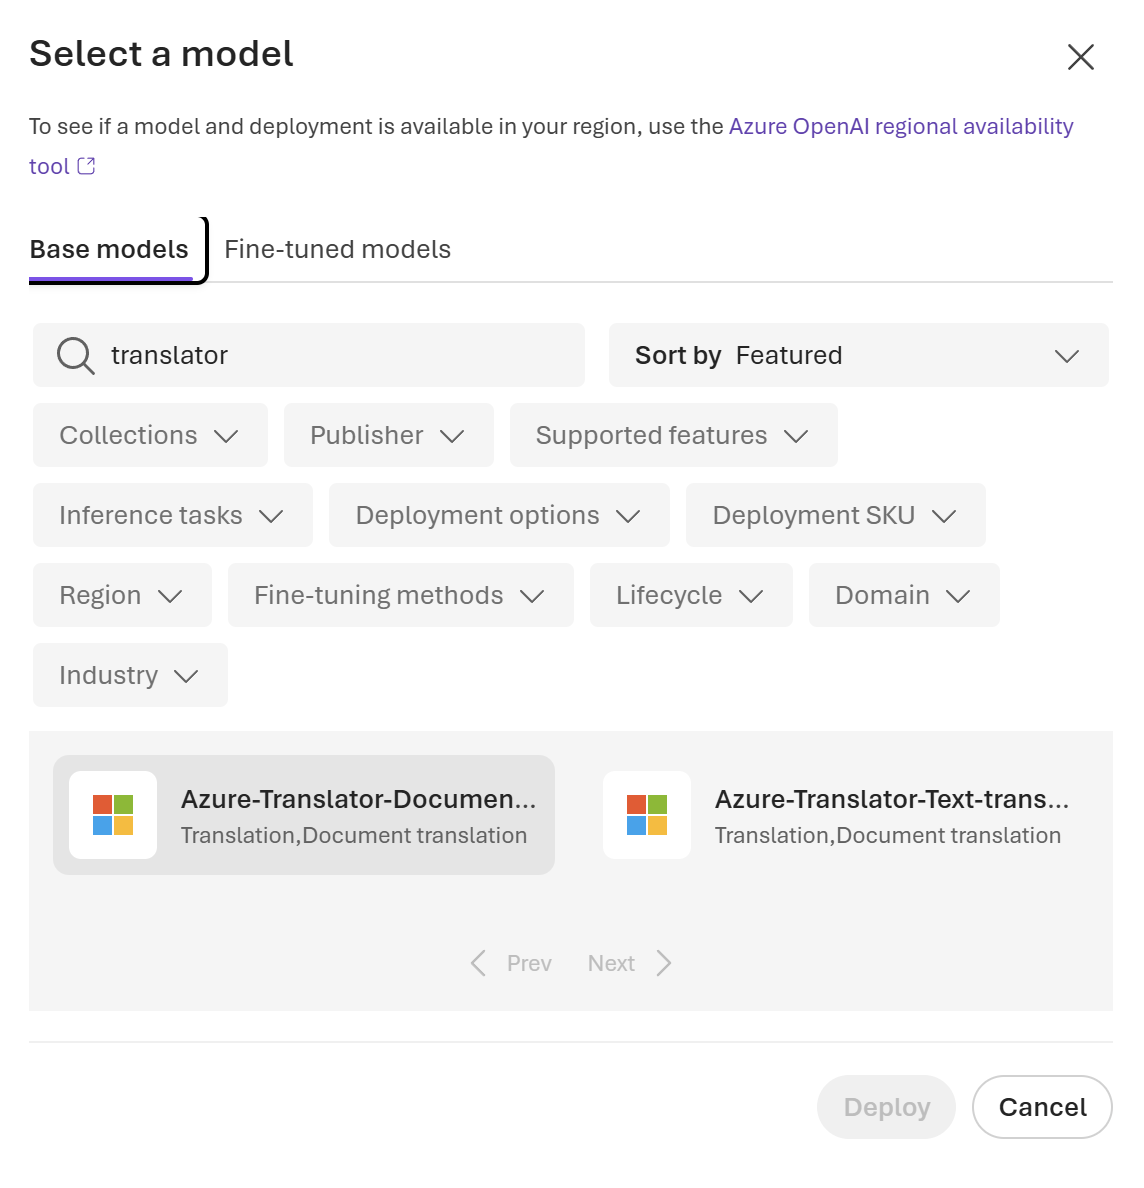 Select a model
To see if a model and deployment is available in your region, use the Azure OpenAI regional availability
tool
Base models
Fine-tuned models
translator
Sort by Featured
Collections
Publisher
Supported features
Inference tasks
Deployment options
Deployment SKU
Region
Fine-tuning methods
Lifecycle
Domain
Industry
Azure-Translator-Documen...
Translation,Document translation
Azure-Translator-Text-trans...
Translation,Document translation
Prev
Next
Deploy
Cancel